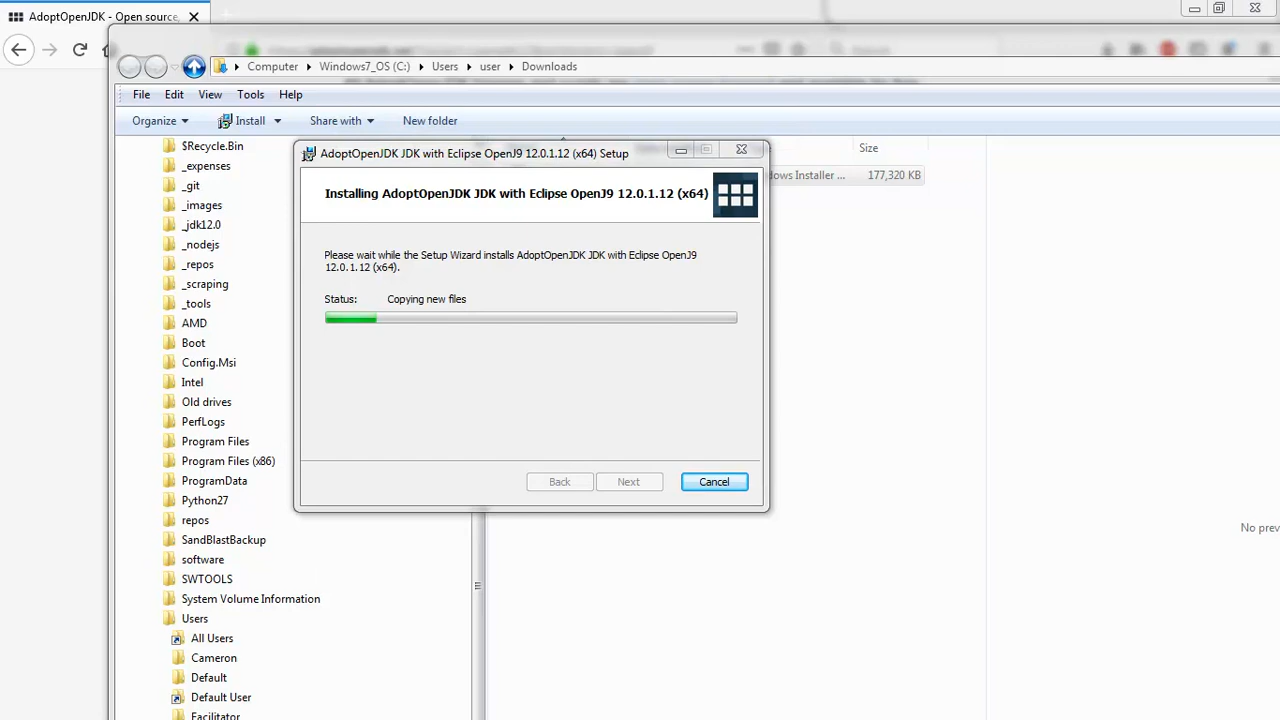 AdoptOpenJDK - Open source,
Computer Windows7_OS (C:) Users user Downloads
File Edit View Tools Help
Organize Install Share with New folder
$Recycle.Bin
_expenses
_git
_images
_jdk12.0
_nodejs
_repos
_scraping
_tools
AMD
Boot
Config.Msi
Intel
Old drives
PerfLogs
Program Files
Program Files (x86)
ProgramData
Python27
repos
SandBlastBackup
software
SWTOOLS
System Volume Information
Users
All Users
Cameron
Default
Default User
Facilitator
AdoptOpenJDK JDK with Eclipse OpenJ9 12.0.1.12 (x64) Setup
Installing AdoptOpenJDK JDK with Eclipse OpenJ9 12.0.1.12 (x64)
Please wait while the Setup Wizard installs AdoptOpenJDK JDK with Eclipse OpenJ9
12.0.1.12 (x64).
Status: Copying new files
Back Next Cancel
Size
ows Installer ... 177,320 KB
No prev